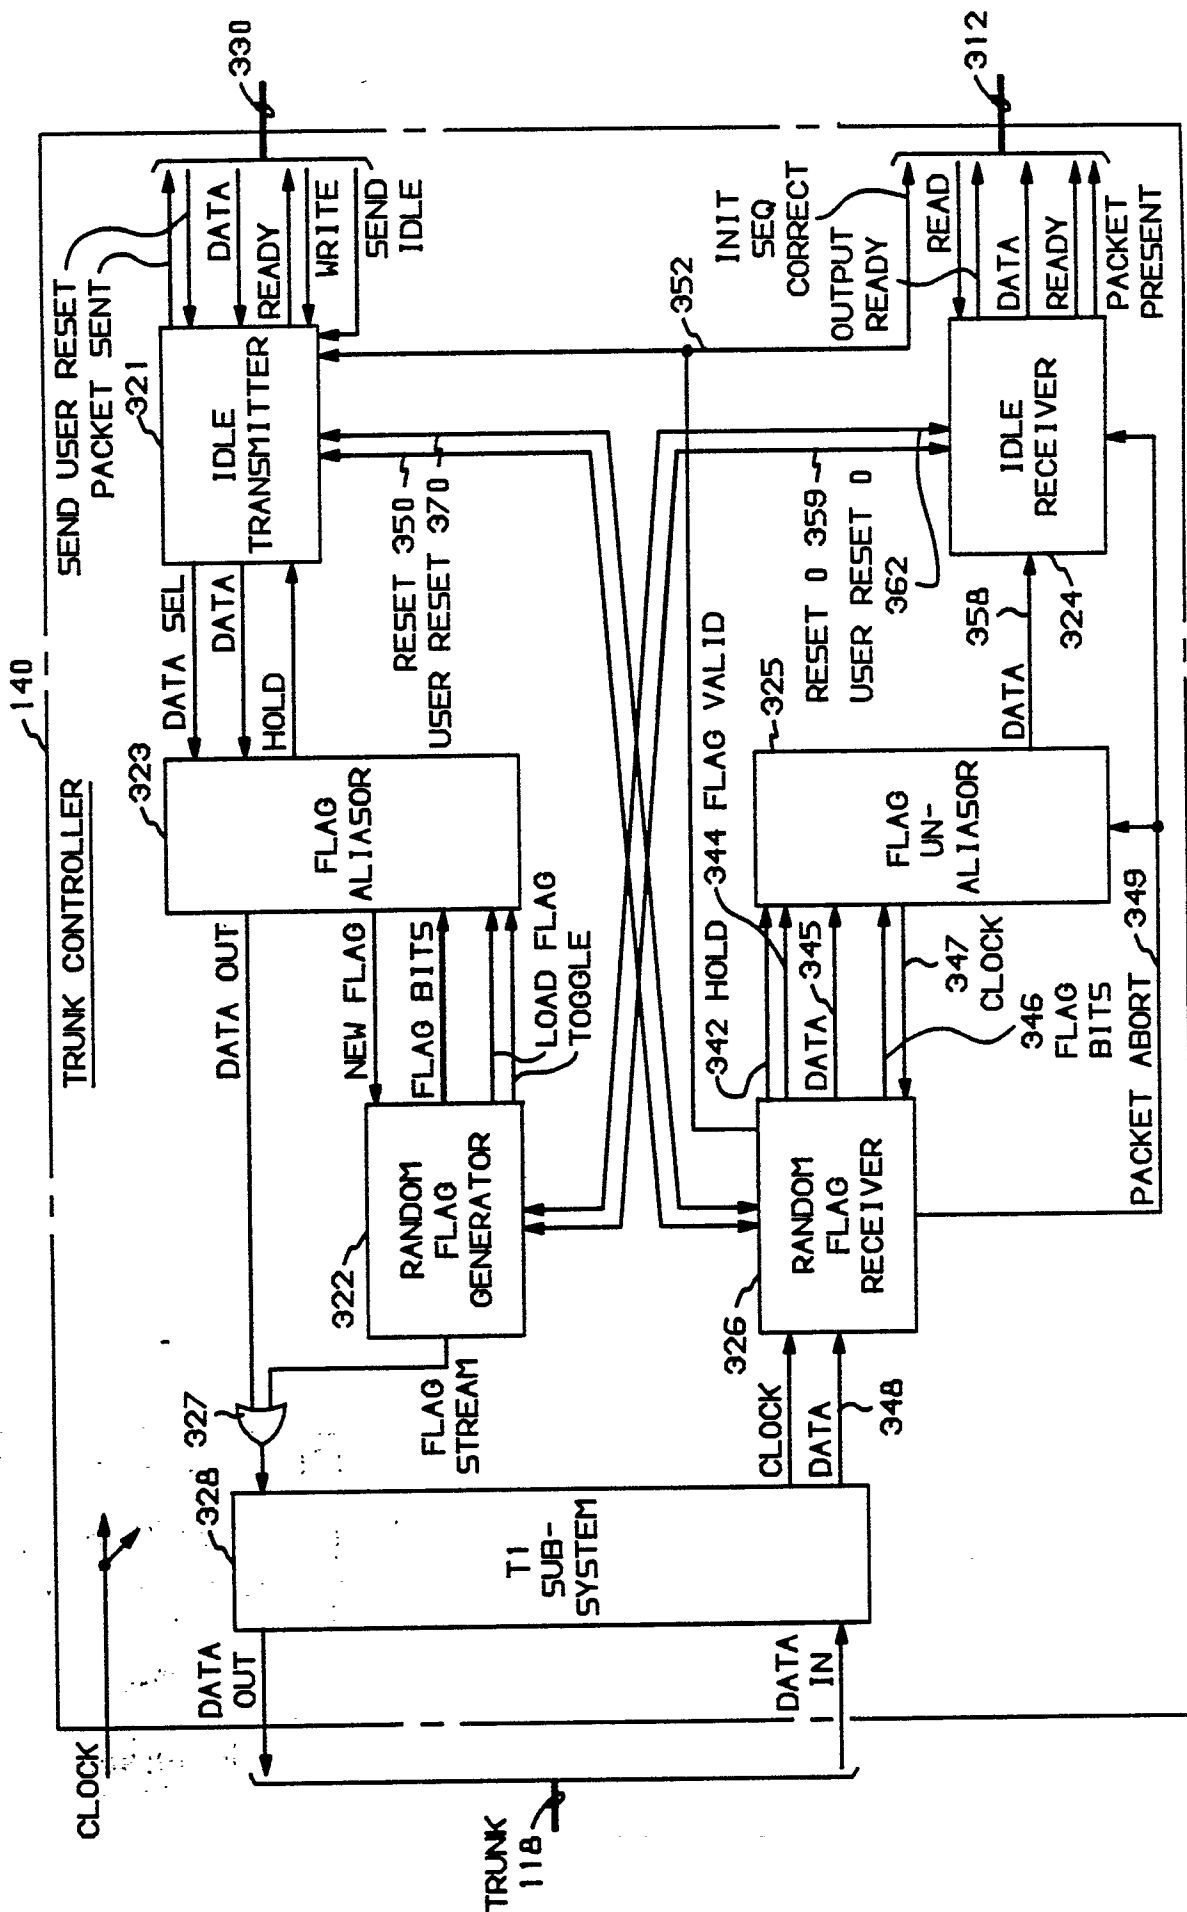 140
TRUNK CONTROLLER
CLOCK
TRUNK
118
DATA
OUT
DATA
IN
328
T1
SUB-
SYSTEM
327
FLAG
STREAM
DATA OUT
322
RANDOM
FLAG
GENERATOR
NEW FLAG
FLAG BITS
LOAD FLAG
TOGGLE
323
FLAG
ALIASOR
DATA SEL
DATA
HOLD
SEND USER RESET
PACKET SENT
321
IDLE
TRANSMITTER
DATA
READY
WRITE
SEND
IDLE
330
RESET 350
USER RESET 370
352
INIT
SEQ
CORRECT
OUTPUT
READY
CLOCK
DATA
348
326
RANDOM
FLAG
RECEIVER
342 HOLD
344 FLAG VALID
DATA 345
347
CLOCK
346
FLAG
BITS
PACKET ABORT 349
325
FLAG
UN-
ALIASOR
RESET 0 359
USER RESET 0
362
DATA
358
324
IDLE
RECEIVER
READ
DATA
READY
PACKET
PRESENT
312